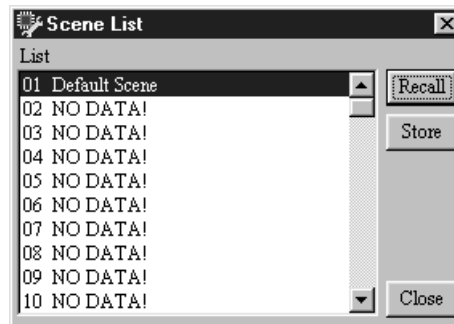 Scene List
List
01 Default Scene
02 NO DATA!
03 NO DATA!
04 NO DATA!
05 NO DATA!
06 NO DATA!
07 NO DATA!
08 NO DATA!
09 NO DATA!
10 NO DATA!
Recall
Store
Close